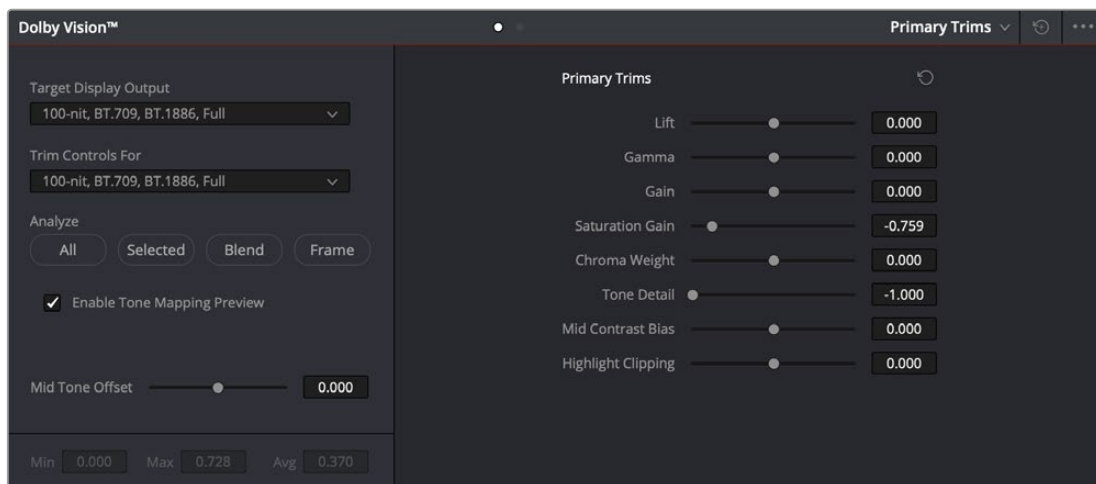 Dolby Vision™
Primary Trims
Target Display Output
100-nit, BT.709, BT.1886, Full
Trim Controls For
100-nit, BT.709, BT.1886, Full
Analyze
All Selected Blend Frame
Enable Tone Mapping Preview
Mid Tone Offset 0.000
Min 0.000 Max 0.728 Avg 0.370
Primary Trims
Lift 0.000
Gamma 0.000
Gain 0.000
Saturation Gain -0.759
Chroma Weight 0.000
Tone Detail -1.000
Mid Contrast Bias 0.000
Highlight Clipping 0.000